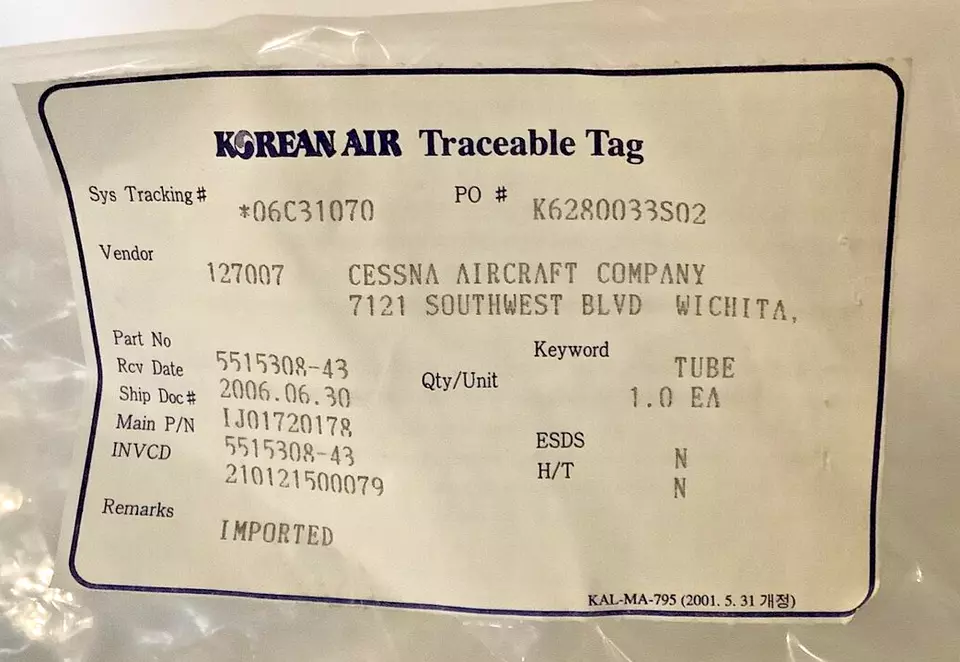 KOREAN AIR Traceable Tag
Sys Tracking# *06C31070 PO # K6280033S02
Vendor 127007 CESSNA AIRCRAFT COMPANY
7121 SOUTHWEST BLVD WICHITA,
Part No 5515308-43 Keyword TUBE
Rcv Date 2006.06.30 Qty/Unit 1.0 EA
Ship Doc# IJ01720178
Main P/N 5515308-43 ESDS N
INVCD 210121500079 H/T N
Remarks IMPORTED
KAL-MA-795 (2001. 5. 31 개정)